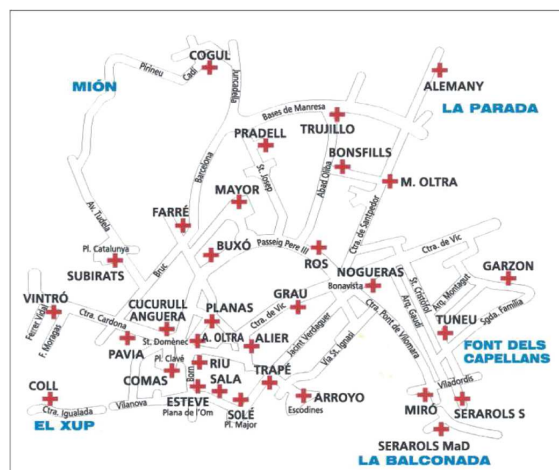 COGUL
Pirineu
Cadí
Juncadella
MIÓN
ALEMANY
LA PARADA
Bases de Manresa
TRUJILLO
PRADELL
BONSFILLS
St. Josep
Abad Oliba
Barcelona
M. OLTRA
MAYOR
Ctra. de Santpedor
Av. Tudela
FARRÉ
Pl. Catalunya
SUBIRATS
Bruc
BUXÓ
Passeig Pere III
ROS
Ctra. de Vic
NOGUERAS
Bonavista
St. Cristòfol
Arq. Gaudí
Arq. Montagut
GARZON
Sgda. Família
VINTRÓ
Ferrer Vidal
F. Moragas
Ctra. Cardona
CUCURULL
ANGUERA
PLANAS
GRAU
Ctra. de Vic
Jacint Verdaguer
Via St. Ignasi
Ctra. Pont de Vilomara
TUNEU
FONT DELS
CAPELLANS
PAVIA
St. Domènec
A. OLTRA
ALIER
Pl. Clavé
COMAS
Born
RIU
SALA
TRAPÉ
COLL
Ctra. Igualada
Vilanova
ESTEVE
Plana de l'Om
SOLÉ
Pl. Major
ARROYO
Escodines
Viladordis
MIRÓ
SERAROLS S
EL XUP
SERAROLS MaD
LA BALCONADA